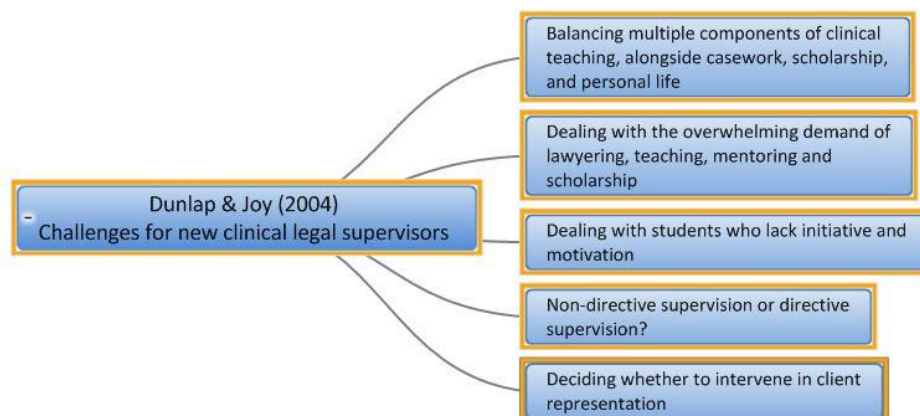 Balancing multiple components of clinical
teaching, alongside casework, scholarship,
and personal life
Dealing with the overwhelming demand of
lawyering, teaching, mentoring and
scholarship
Dunlap & Joy (2004)
Challenges for new clinical legal supervisors
Dealing with students who lack initiative and
motivation
Non-directive supervision or directive
supervision?
Deciding whether to intervene in client
representation